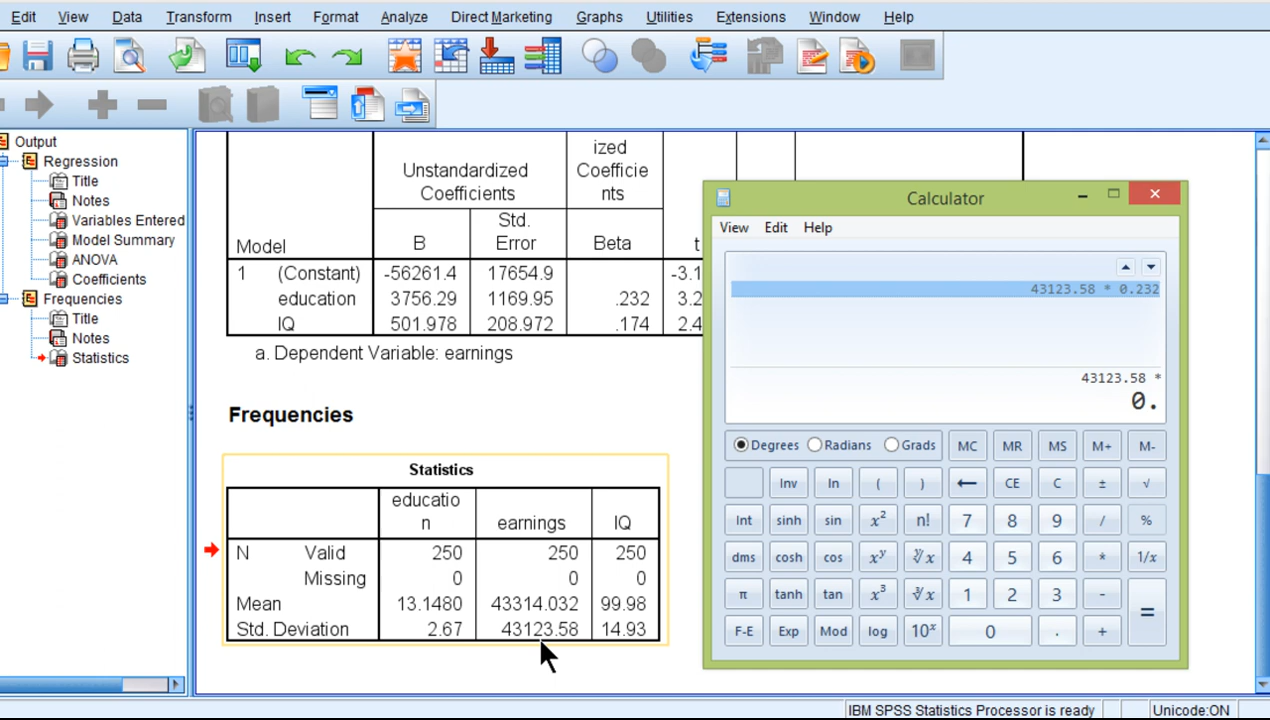 Edit View Data Transform Insert Format Analyze Direct Marketing Graphs Utilities Extensions Window Help
Output
Regression
Title
Notes
Variables Entered
Model Summary
ANOVA
Coefficients
Frequencies
Title
Notes
Statistics
Unstandardized Coefficients
ized Coefficie nts
Model B Std. Error Beta t
1 (Constant) -56261.4 17654.9 -3.1
education 3756.29 1169.95 .232 3.2
IQ 501.978 208.972 .174 2.4
a. Dependent Variable: earnings
Frequencies
Statistics
educatio n earnings IQ
N Valid 250 250 250
Missing 0 0 0
Mean 13.1480 43314.032 99.98
Std. Deviation 2.67 43123.58 14.93
Calculator
View Edit Help
43123.58 * 0.232
43123.58 *
0.
Degrees Radians Grads MC MR MS M+ M-
Inv ln ( ) ← CE C ± √
Int sinh sin x² n! 7 8 9 / %
dms cosh cos xʸ ʸ√x 4 5 6 * 1/x
π tanh tan x³ ³√x 1 2 3 - =
F-E Exp Mod log 10ˣ 0 . +
IBM SPSS Statistics Processor is ready Unicode:ON